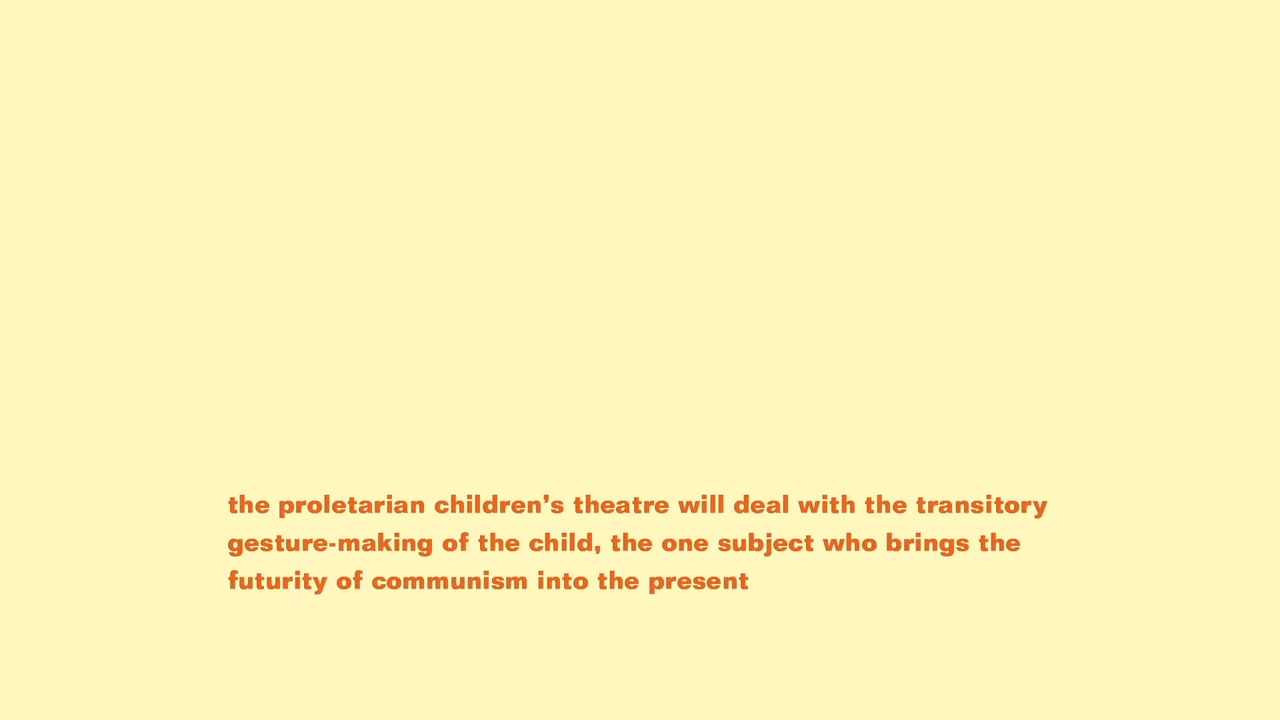 the proletarian children’s theatre will deal with the transitory
gesture-making of the child, the one subject who brings the
futurity of communism into the present